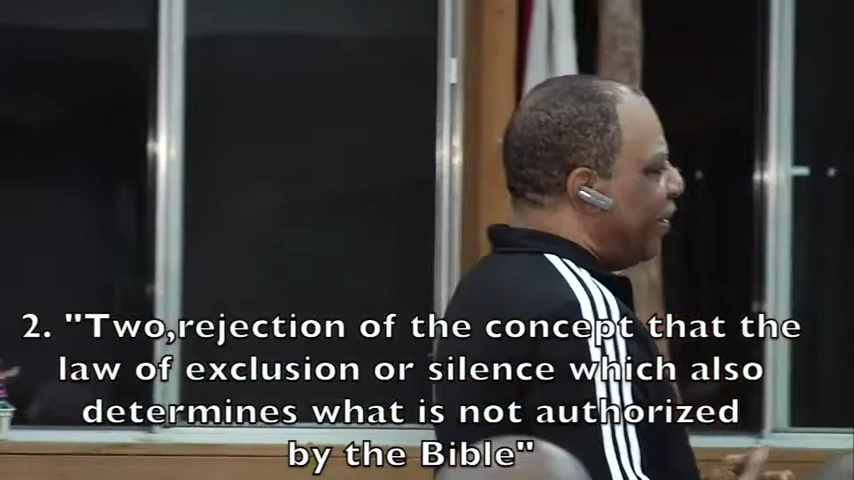 2. "Two,rejection of the concept that the
law of exclusion or silence which also
determines what is not authorized
by the Bible"